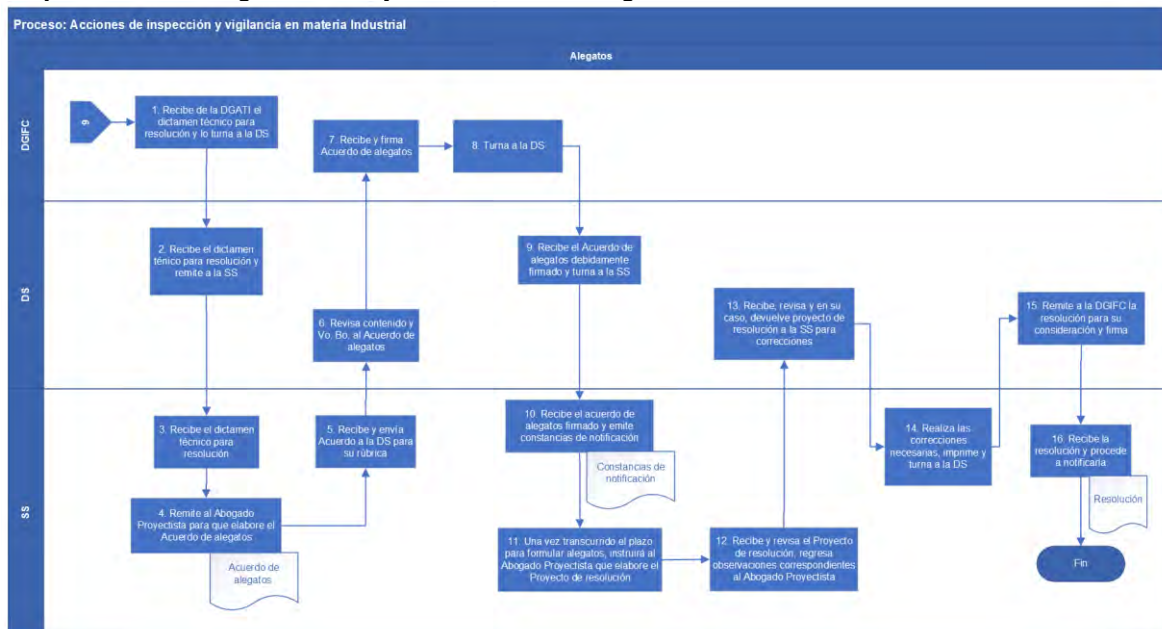 Proceso: Acciones de inspección y vigilancia en materia Industrial
Alegatos
DGIFC
9
1. Recibe de la DGATI el
dictamen técnico para
resolución y lo turna a la DS
7. Recibe y firma
Acuerdo de alegatos
8. Turna a la DS
DS
2. Recibe el dictamen
ténico para resolución y
remite a la SS
6. Revisa contenido y
Vo. Bo. al Acuerdo de
alegatos
9. Recibe el Acuerdo de
alegatos debidamente
firmado y turna a la SS
13. Recibe, revisa y en su
caso, devuelve proyecto de
resolución a la SS para
correcciones
15. Remite a la DGIFC la
resolución para su
consideración y firma
SS
3. Recibe el dictamen
técnico para
resolución
5. Recibe y envía
Acuerdo a la DS para
su rúbrica
10. Recibe el acuerdo de
alegatos firmado y emite
constancias de notificación
Constancias de
notificación
14. Realiza las
correcciones
necesarias, imprime y
turna a la DS
16. Recibe la
resolución y procede
a notificarla
Resolución
4. Remite al Abogado
Proyectista para que elabore el
Acuerdo de alegatos
Acuerdo de
alegatos
11. Una vez transcurrido el plazo
para formular alegatos, instruirá al
Abogado Proyectista que elabore el
Proyecto de resolución
12. Recibe y revisa el Proyecto
de resolución, regresa
observaciones correspondientes
al Abogado Proyectista
Fin